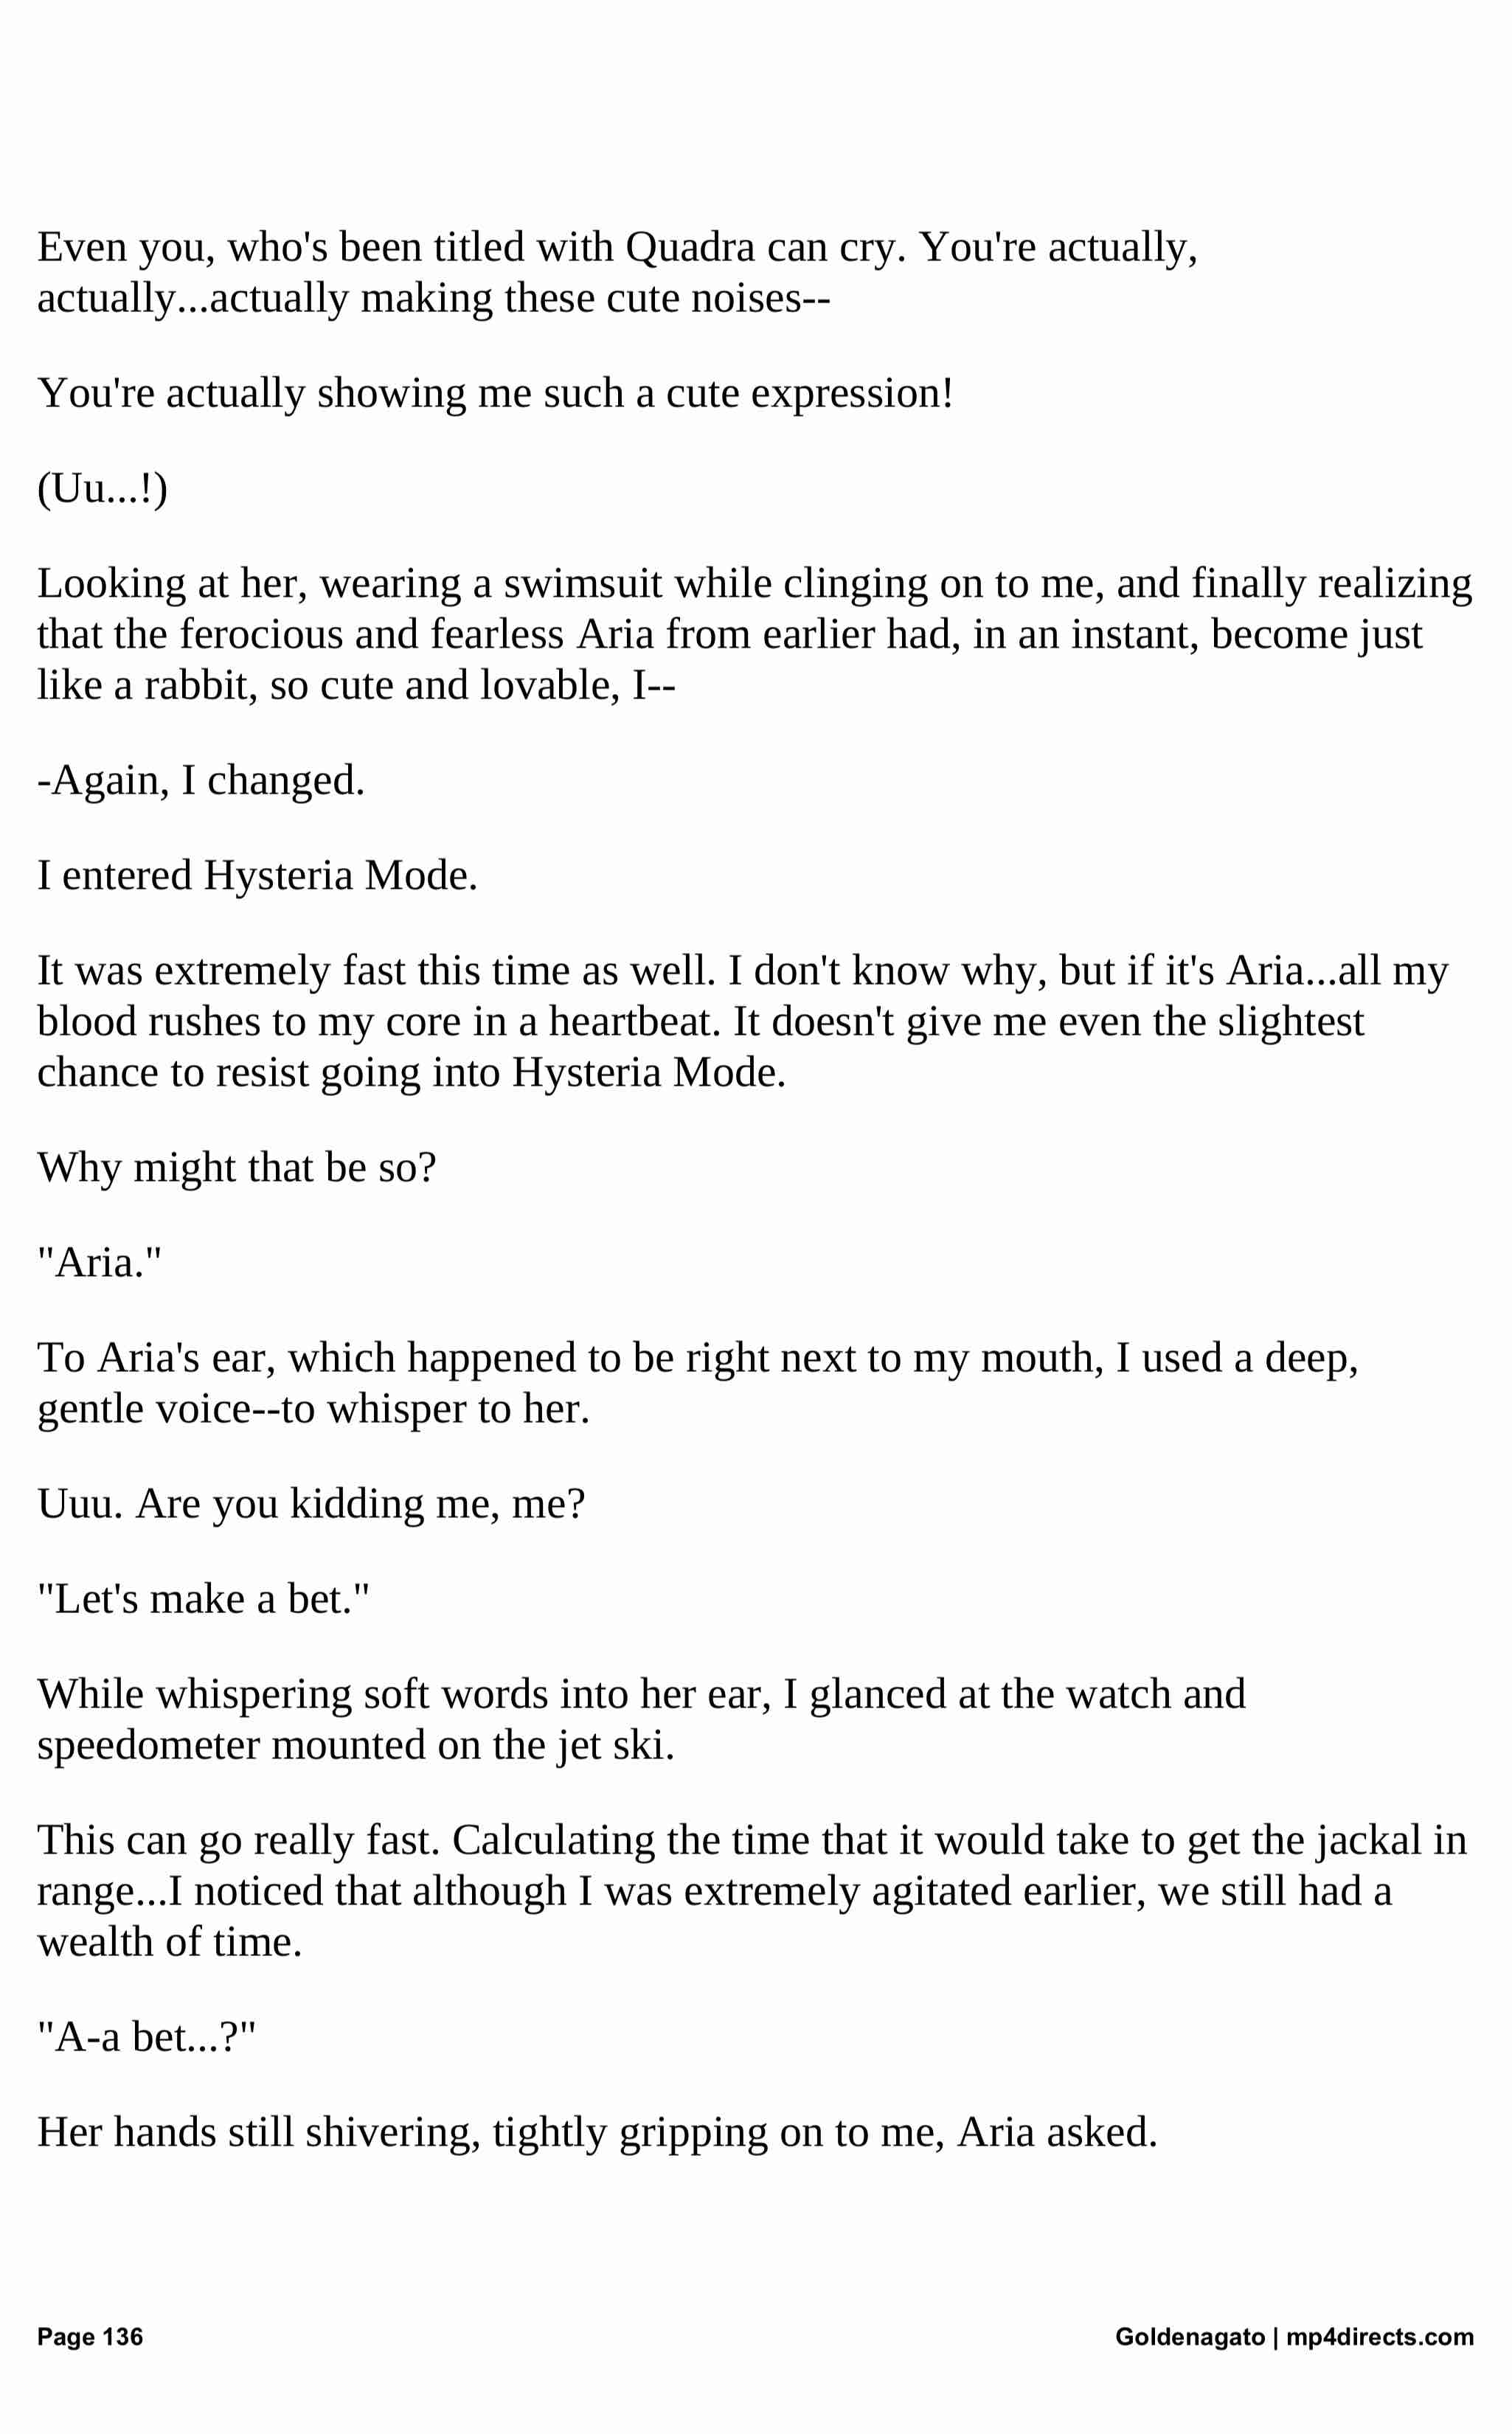 Even you, who's been titled with Quadra can cry. You're actually,
actually...actually making these cute noises--
You're actually showing me such a cute expression!
(Uu...!)
Looking at her, wearing a swimsuit while clinging on to me, and finally realizing
that the ferocious and fearless Aria from earlier had, in an instant, become just
like a rabbit, so cute and lovable, I--
-Again, I changed.
I entered Hysteria Mode.
It was extremely fast this time as well. I don't know why, but if it's Aria...all my
blood rushes to my core in a heartbeat. It doesn't give me even the slightest
chance to resist going into Hysteria Mode.
Why might that be so?
"Aria."
To Aria's ear, which happened to be right next to my mouth, I used a deep,
gentle voice--to whisper to her.
Uuu. Are you kidding me, me?
"Let's make a bet."
While whispering soft words into her ear, I glanced at the watch and
speedometer mounted on the jet ski.
This can go really fast. Calculating the time that it would take to get the jackal in
range...I noticed that although I was extremely agitated earlier, we still had a
wealth of time.
"A-a bet...?"
Her hands still shivering, tightly gripping on to me, Aria asked.
Page 136
Goldenagato | mp4directs.com